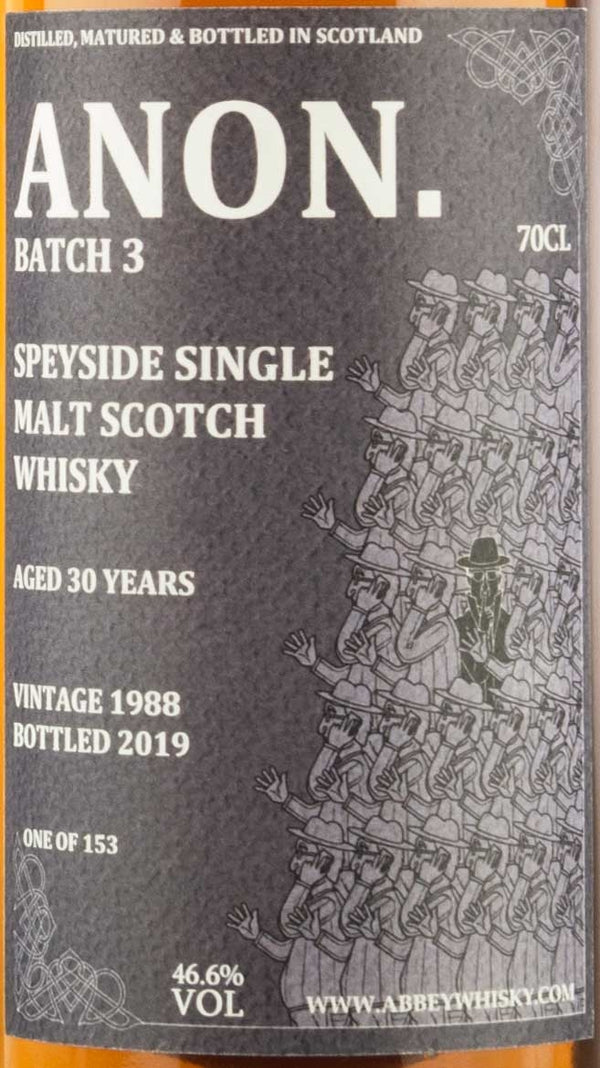 DISTILLED, MATURED & BOTTLED IN SCOTLAND
ANON.
BATCH 3
70CL
SPEYSIDE SINGLE
MALT SCOTCH
WHISKY
AGED 30 YEARS
VINTAGE 1988
BOTTLED 2019
ONE OF 153
46.6%
VOL
WWW.ABBEYWHISKY.COM